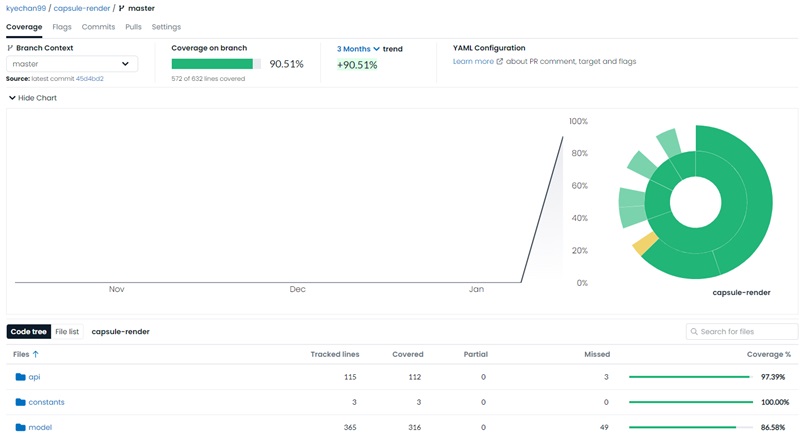 kyechan99 / capsule-render / master
Coverage Flags Commits Pulls Settings
Branch Context
master
Source: latest commit 45d4bd2
Coverage on branch
90.51%
572 of 632 lines covered
3 Months trend
+90.51%
YAML Configuration
Learn more about PR comment, target and flags
Hide Chart
100%
80%
60%
40%
20%
0%
Nov Dec Jan
capsule-render
Code tree File list capsule-render Search for files
Files Tracked lines Covered Partial Missed Coverage %
api 115 112 0 3 97.39%
constants 3 3 0 0 100.00%
model 365 316 0 49 86.58%